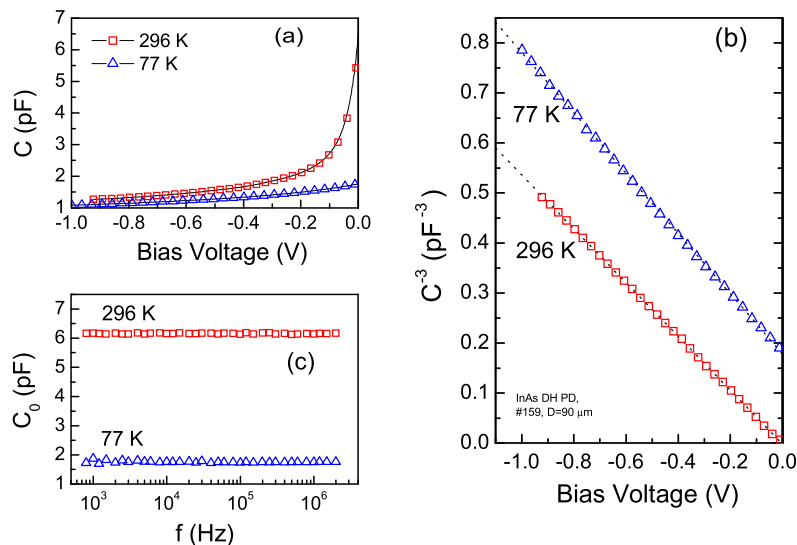 (a)
296 K
77 K
7
6
5
4
3
2
1
C (pF)
-1.0 -0.8 -0.6 -0.4 -0.2 0.0
Bias Voltage (V)
(b)
0.8
0.7
0.6
0.5
0.4
0.3
0.2
0.1
0.0
C⁻³ (pF⁻³)
77 K
296 K
InAs DH PD,
#159, D=90 μm
-1.0 -0.8 -0.6 -0.4 -0.2 0.0
Bias Voltage (V)
(c)
296 K
77 K
7
6
5
4
3
2
1
C₀ (pF)
10³ 10⁴ 10⁵ 10⁶
f (Hz)